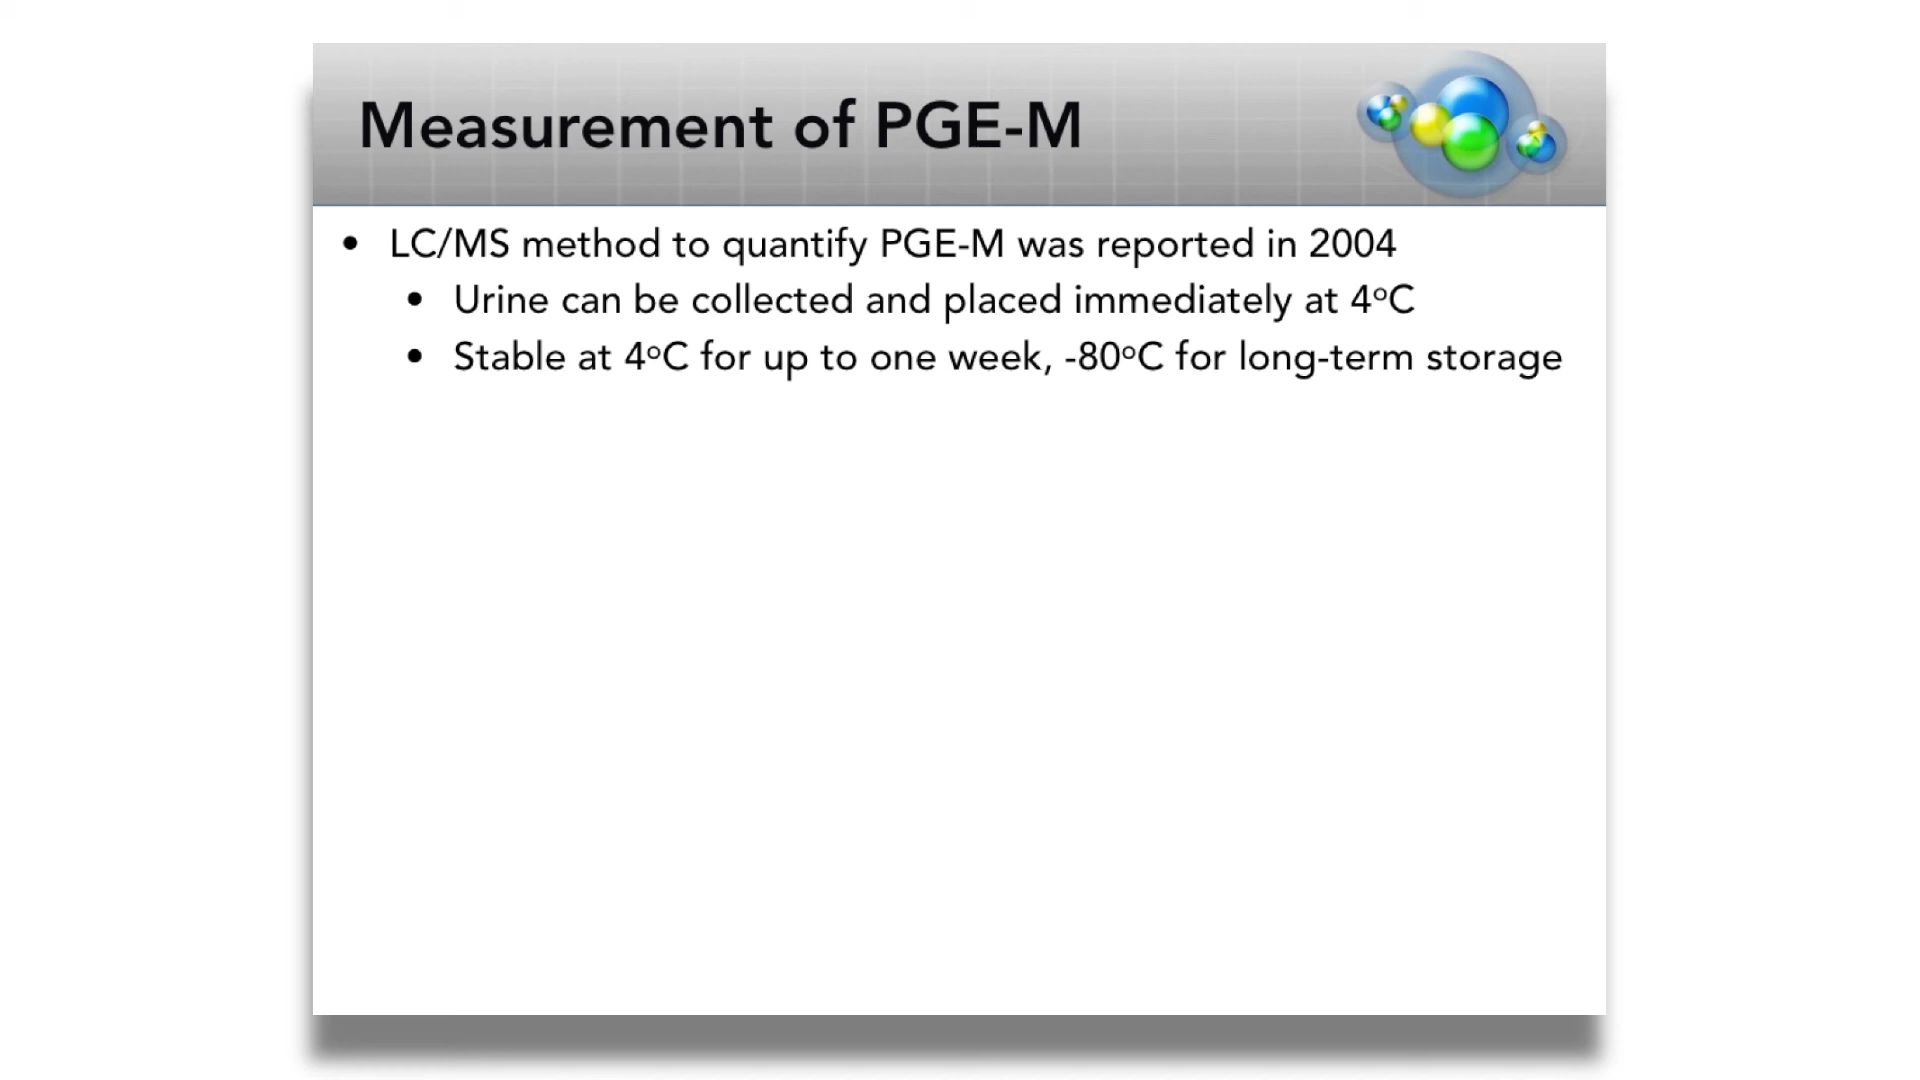 Measurement of PGE-M
• LC/MS method to quantify PGE-M was reported in 2004
• Urine can be collected and placed immediately at 4ºC
• Stable at 4ºC for up to one week, -80ºC for long-term storage